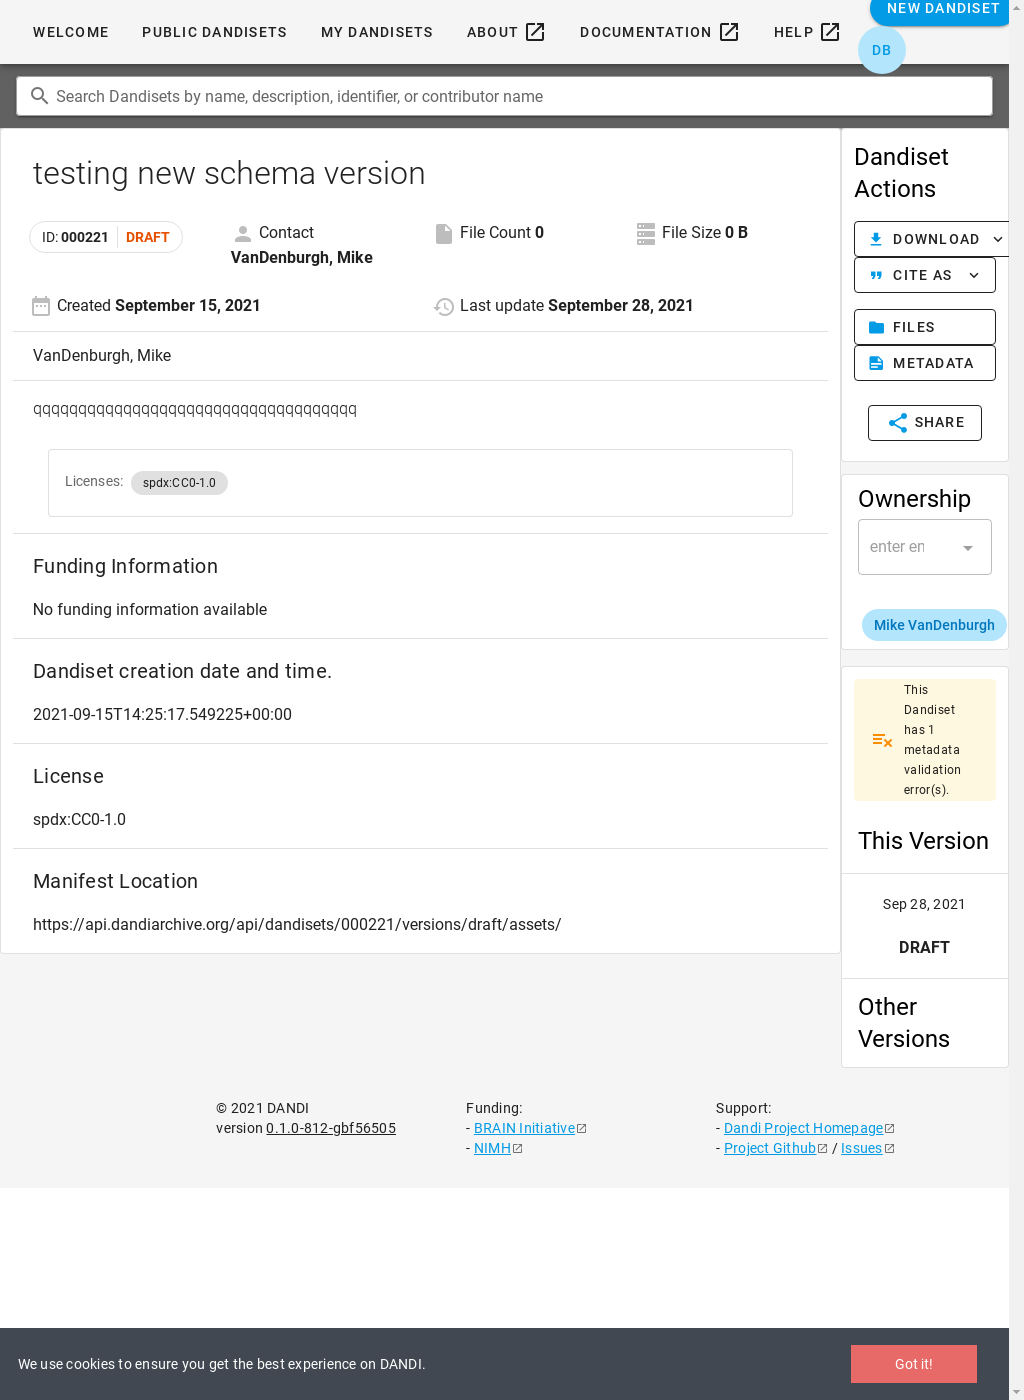 WELCOME PUBLIC DANDISETS MY DANDISETS ABOUT DOCUMENTATION HELP NEW DANDISET
DB
Search Dandisets by name, description, identifier, or contributor name
testing new schema version
ID: 000221 DRAFT
Contact
VanDenburgh, Mike
File Count 0
File Size 0 B
Created September 15, 2021
Last update September 28, 2021
VanDenburgh, Mike
qqqqqqqqqqqqqqqqqqqqqqqqqqqqqqqqqqqq
Licenses: spdx:CC0-1.0
Funding Information
No funding information available
Dandiset creation date and time.
2021-09-15T14:25:17.549225+00:00
License
spdx:CC0-1.0
Manifest Location
https://api.dandiarchive.org/api/dandisets/000221/versions/draft/assets/
Dandiset
Actions
DOWNLOAD
CITE AS
FILES
METADATA
SHARE
Ownership
enter en
Mike VanDenburgh
This
Dandiset
has 1
metadata
validation
error(s).
This Version
Sep 28, 2021
DRAFT
Other
Versions
© 2021 DANDI
version 0.1.0-812-gbf56505
Funding:
- BRAIN Initiative
- NIMH
Support:
- Dandi Project Homepage
- Project Github / Issues
We use cookies to ensure you get the best experience on DANDI.
Got it!